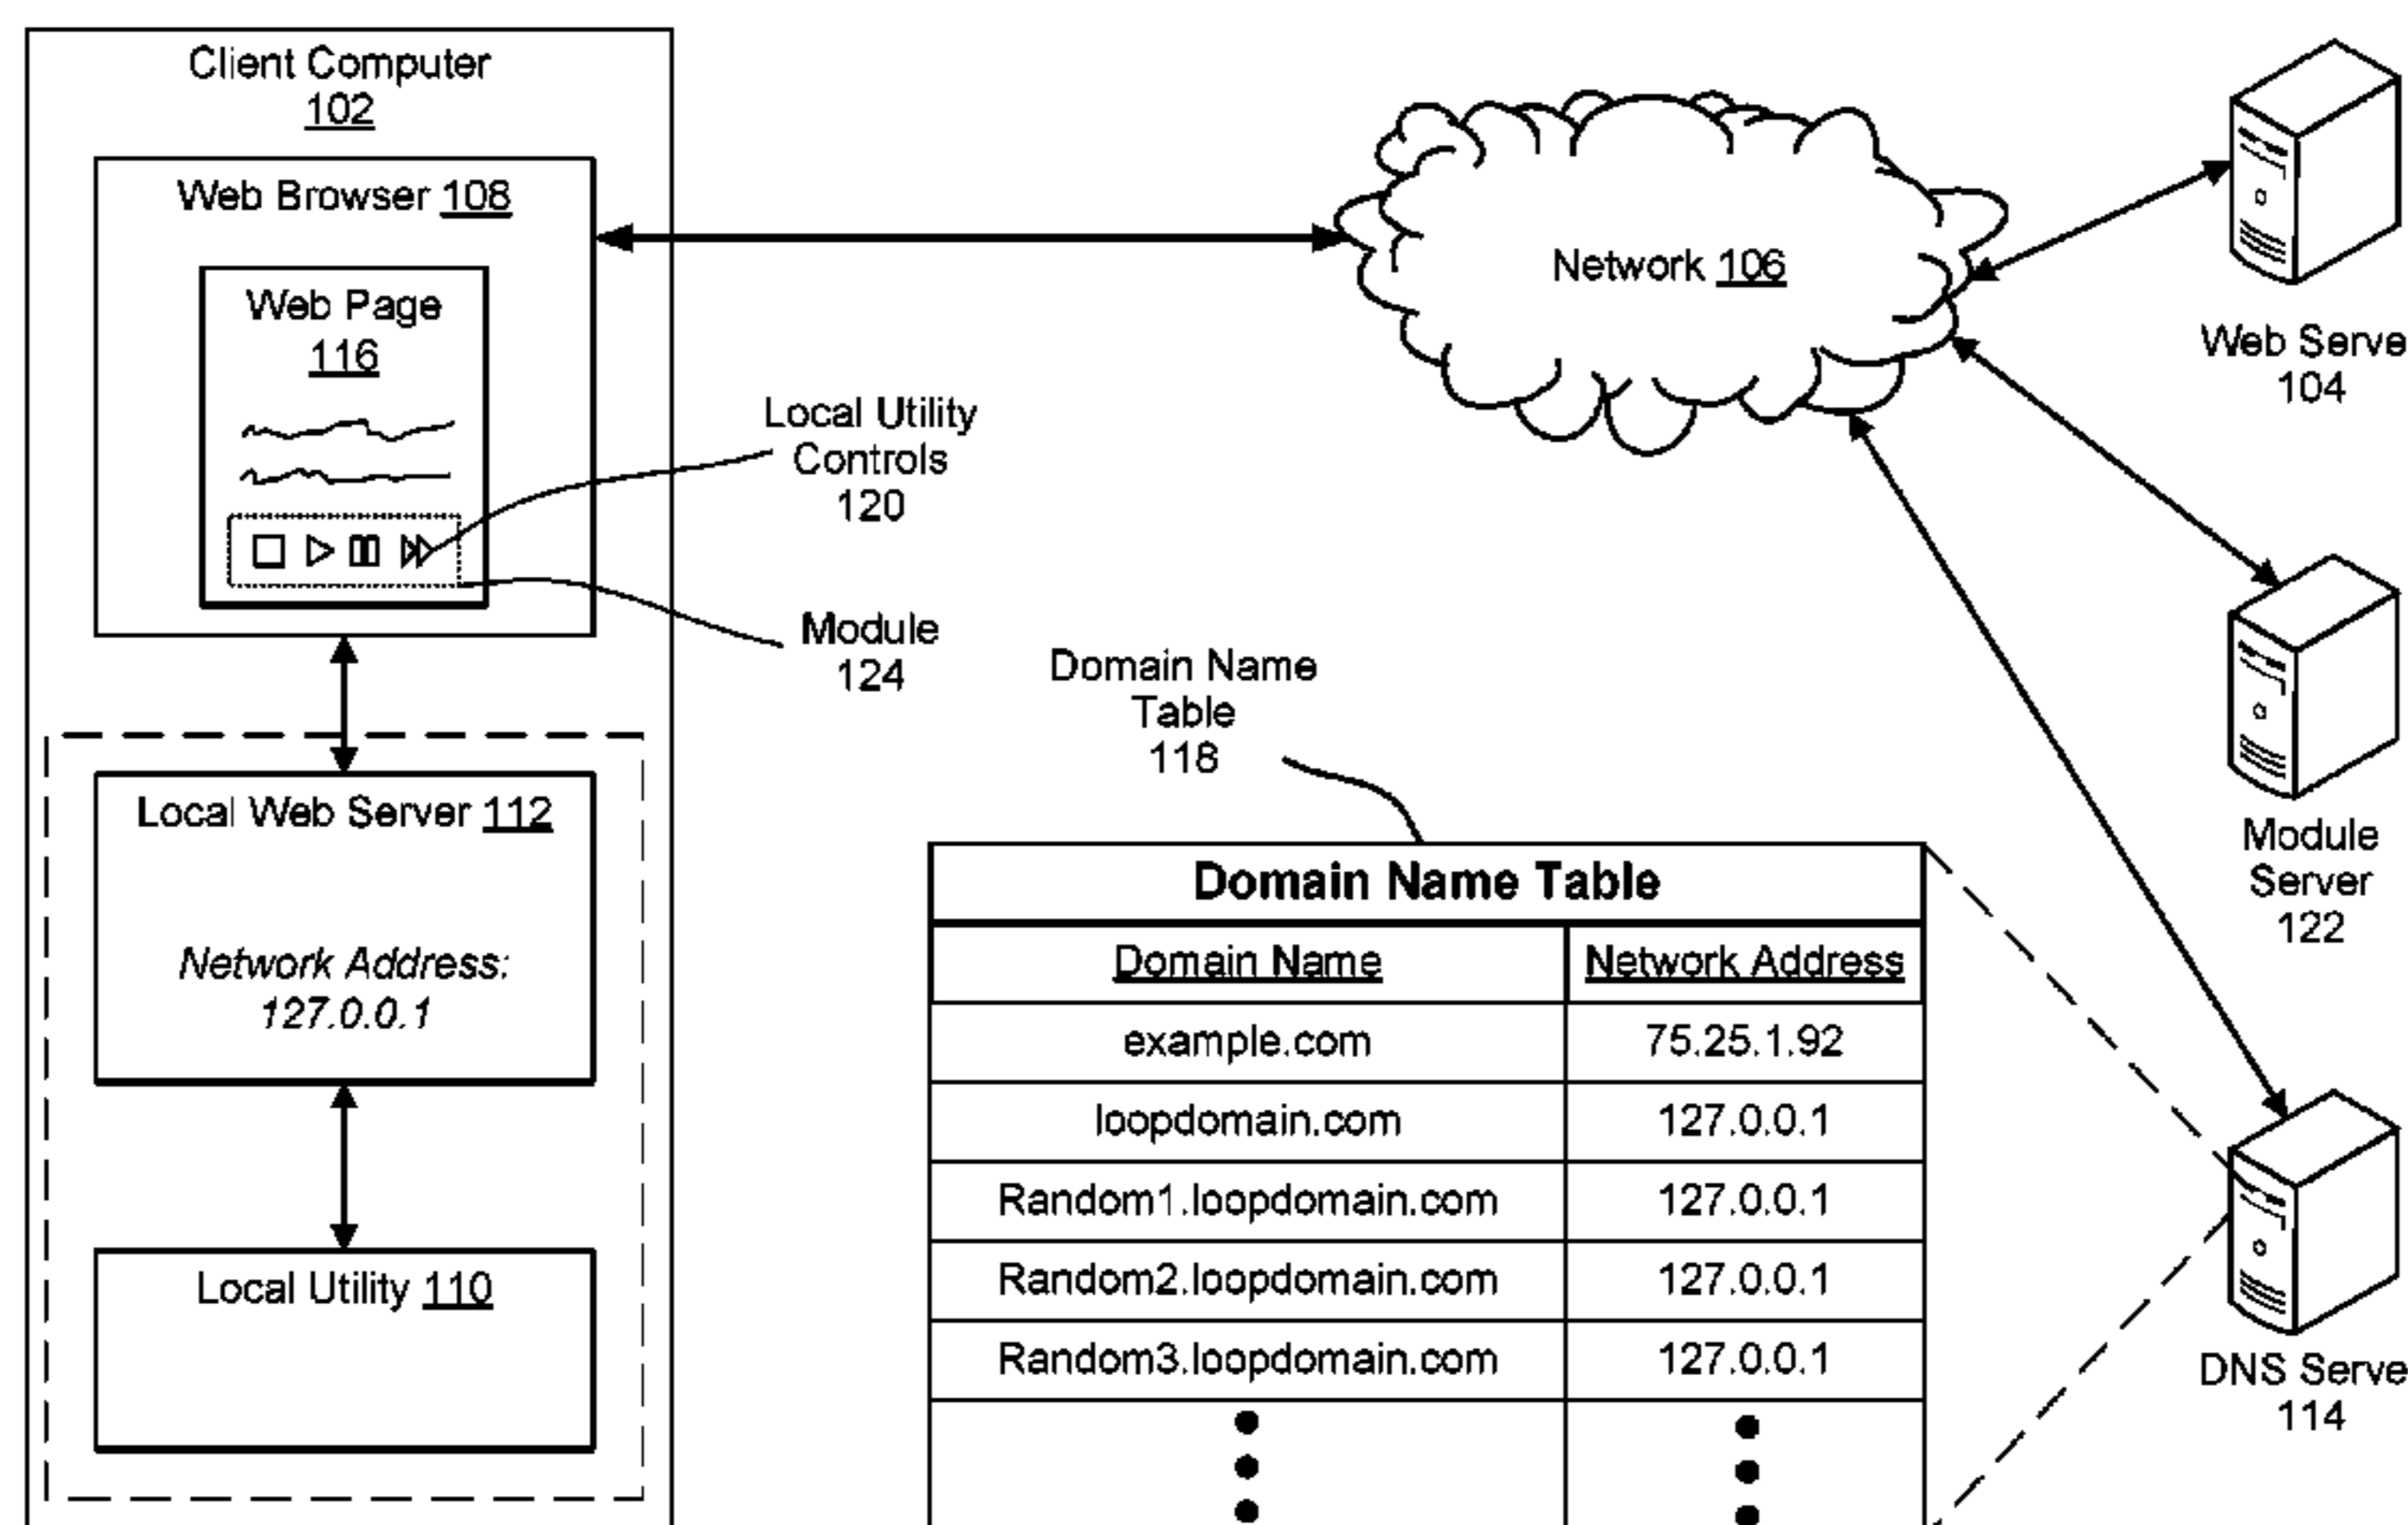 Client Computer
102
Web Browser 108
Web Page
116
Local Utility
Controls
120
Module
124
Network 106
Web Serve
104
Module
Server
122
DNS Serve
114
Local Web Server 112
Network Address:
127.0.0.1
Local Utility 110
Domain Name
Table
118
Domain Name Table
Domain Name Network Address
example.com 75.25.1.92
loopdomain.com 127.0.0.1
Random1.loopdomain.com 127.0.0.1
Random2.loopdomain.com 127.0.0.1
Random3.loopdomain.com 127.0.0.1